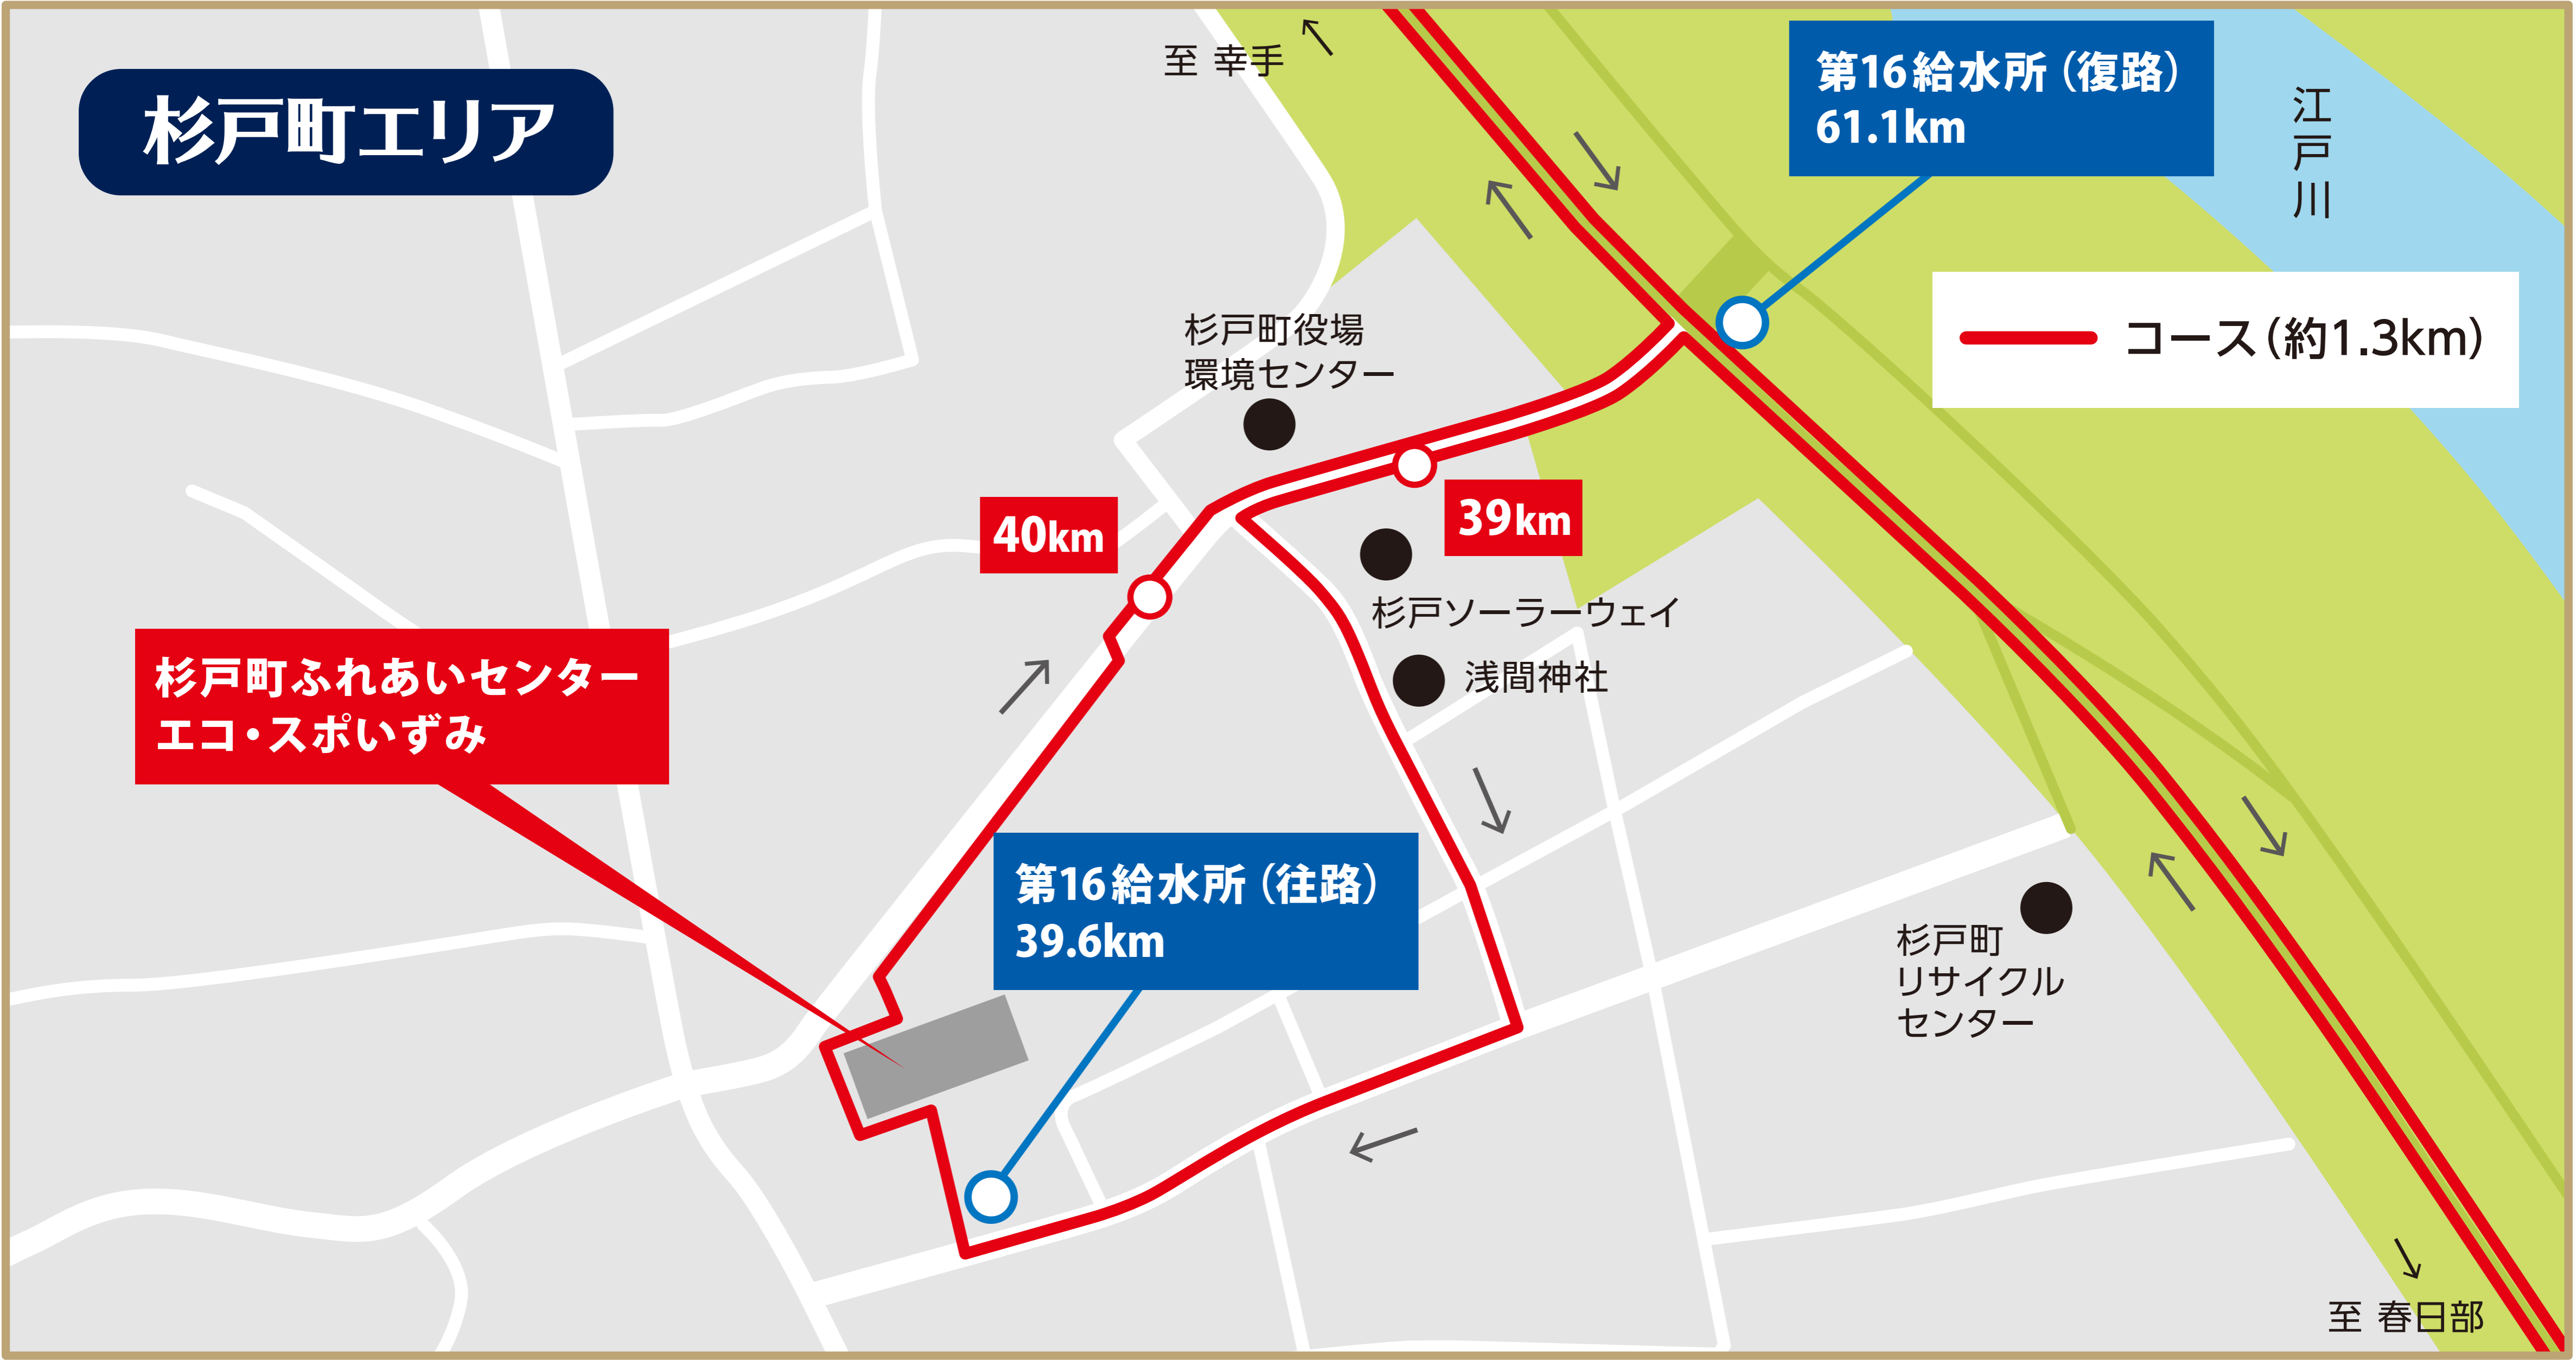 杉戸町エリア
至 幸手
第16給水所（復路）
61.1km
江戸川
コース（約1.3km）
杉戸町役場
環境センター
40km
39km
杉戸ソーラーウェイ
浅間神社
杉戸町ふれあいセンター
エコ・スポいずみ
第16給水所（往路）
39.6km
杉戸町
リサイクル
センター
至 春日部